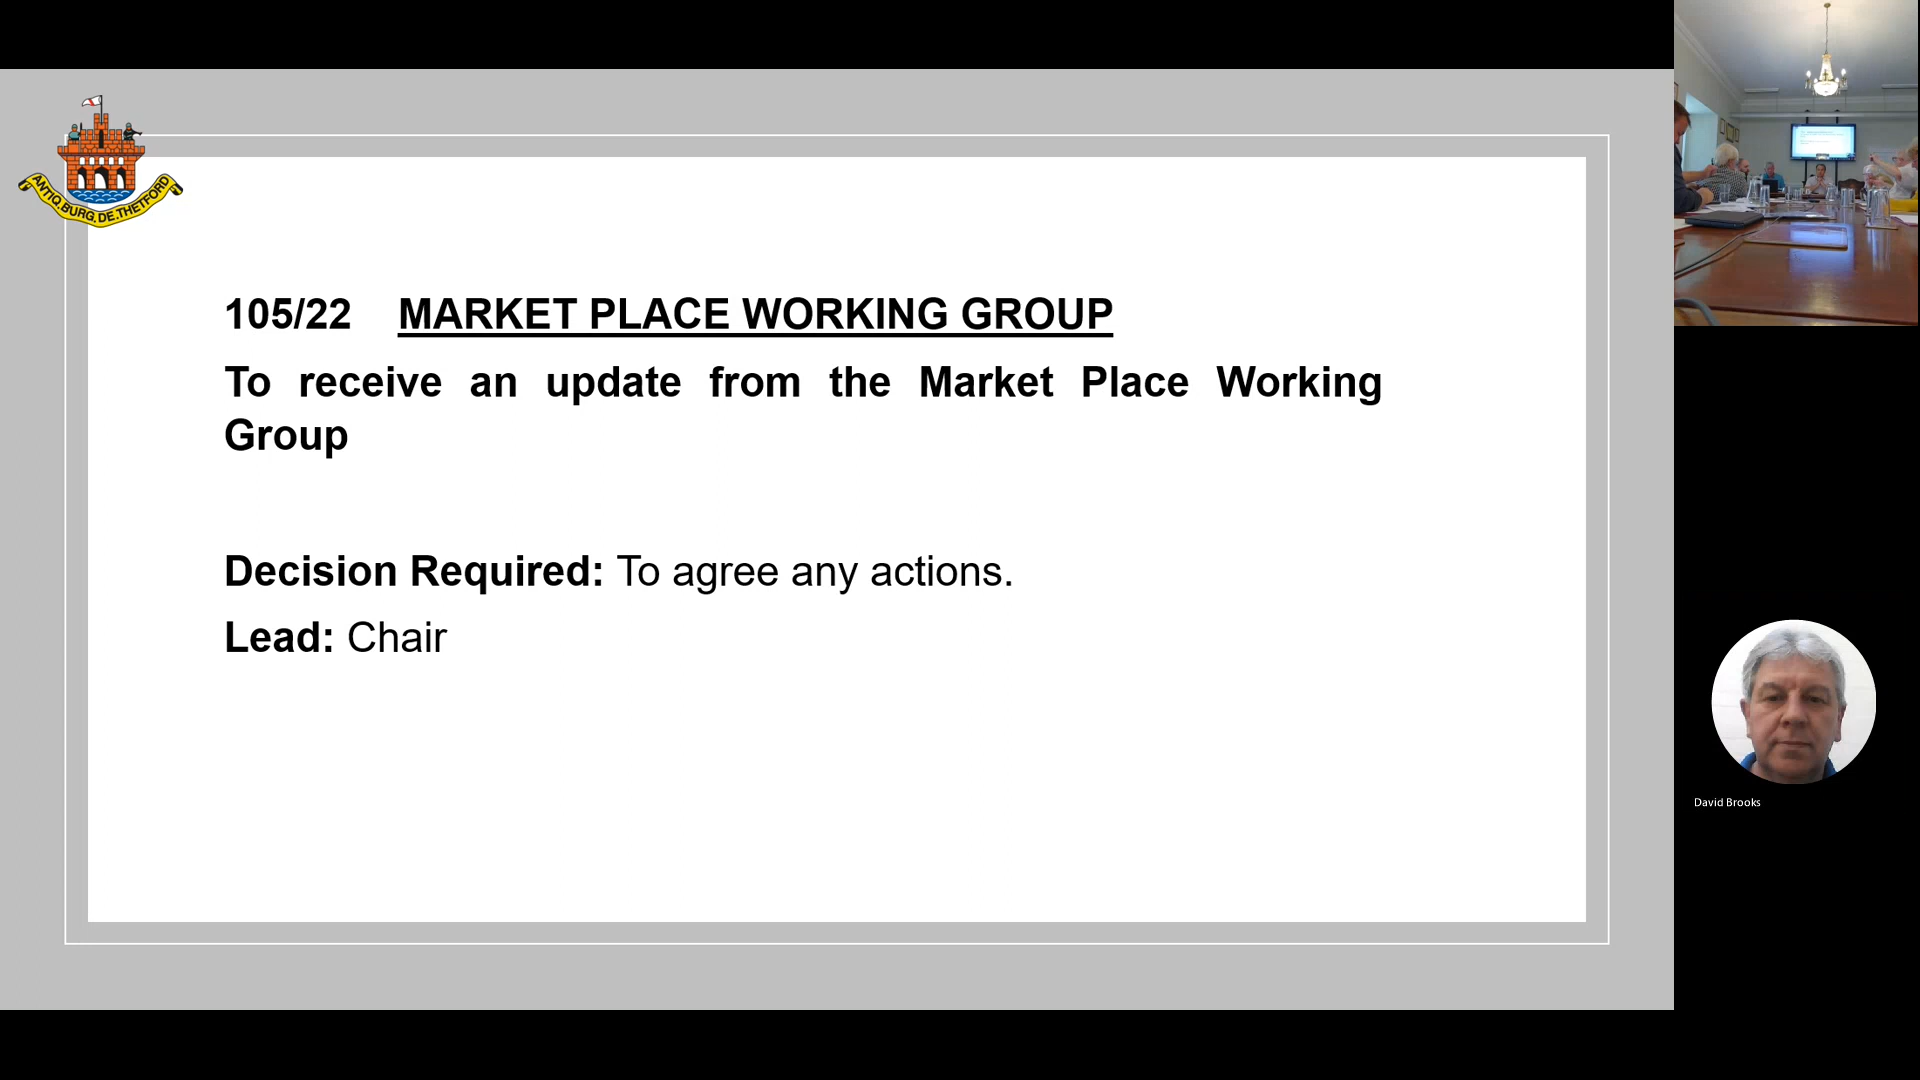 ANTIQ. BURG. DE. THETFORD
105/22 MARKET PLACE WORKING GROUP
To receive an update from the Market Place Working
Group
Decision Required: To agree any actions.
Lead: Chair
David Brooks